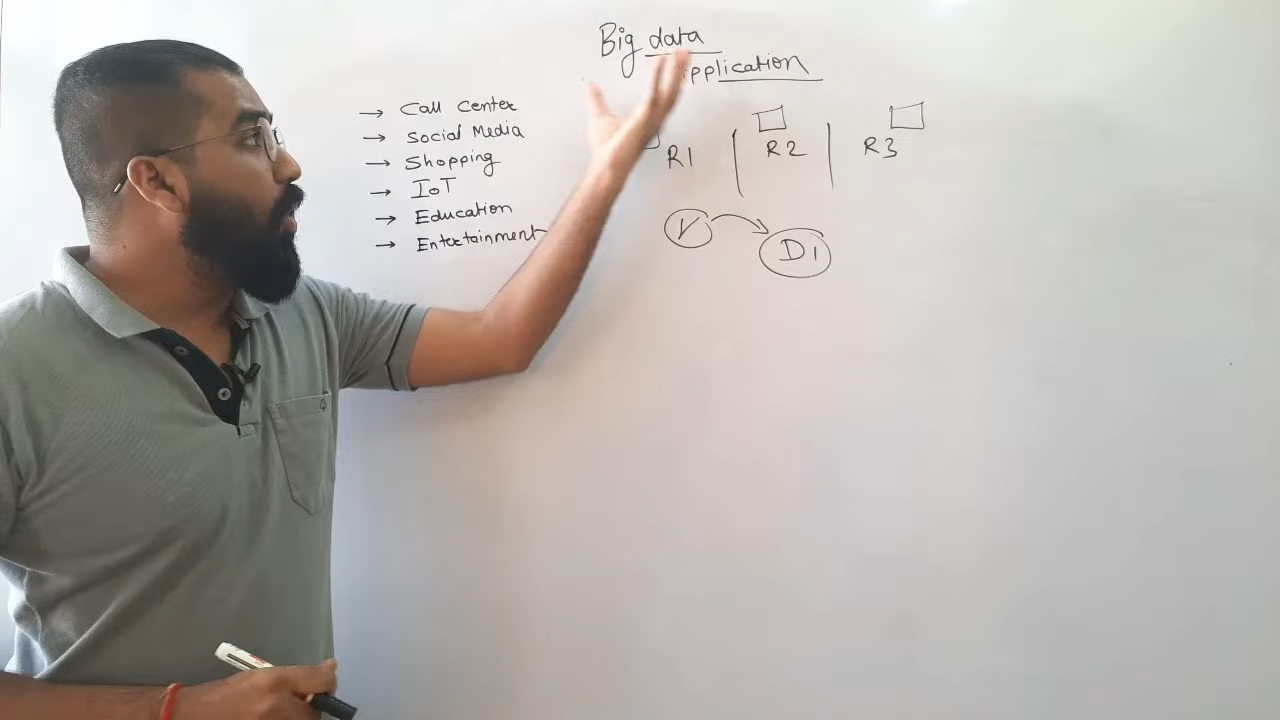 Big data
application
→ Call Center
→ Social Media
→ Shopping
→ IoT
→ Education
→ Entertainment
R1 | R2 | R3
V
D1